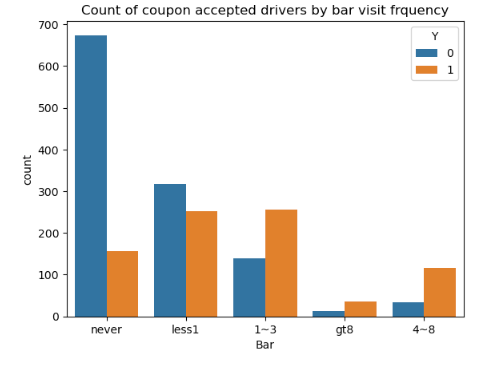 Count of coupon accepted drivers by bar visit frquency
Y
0
1
count
700
600
500
400
300
200
100
0
never less1 1~3 gt8 4~8
Bar